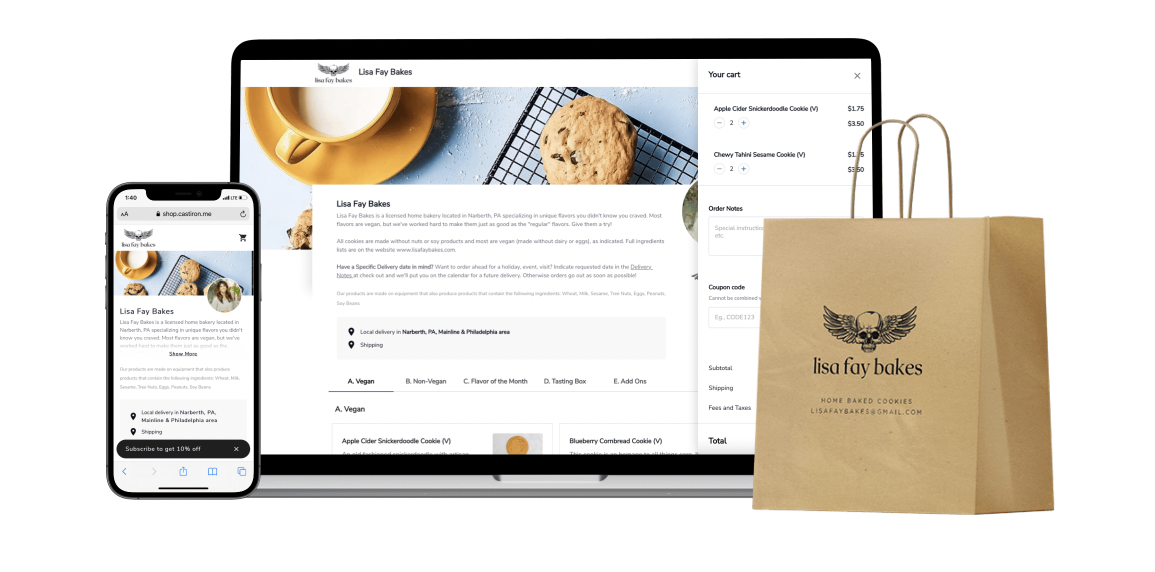 1:40
LTE
AA
shop.castiron.me
lisa fay bakes
Lisa Fay Bakes
Lisa Fay Bakes is a licensed home bakery located in
Narberth, PA specializing in unique flavors you didn't
know you craved. Most flavors are vegan, but we've
worked hard to make them just as good as the
Show More
Our products are made on equipment that also produce
products that contain the following ingredients: Wheat, Milk,
Sesame, Tree Nuts, Eggs, Peanuts, Soy Beans
Local delivery in Narberth, PA,
Mainline & Philadelphia area
Shipping
Subscribe to get 10% off
lisa fay bakes
Lisa Fay Bakes
Lisa Fay Bakes
Lisa Fay Bakes is a licensed home bakery located in Narberth, PA specializing in unique flavors you didn't know you craved. Most
flavors are vegan, but we've worked hard to make them just as good as the "regular" flavors. Give them a try!
All cookies are made without nuts or soy products and most are vegan (made without dairy or eggs), as indicated. Full ingredients
lists are on the website www.lisafaybakes.com.
Have a Specific Delivery date in mind? Want to order ahead for a holiday, event, visit? Indicate requested date in the Delivery
Notes at check out and we'll put you on the calendar for a future delivery. Otherwise orders go out as soon as possible!
Our products are made on equipment that also produce products that contain the following ingredients: Wheat, Milk, Sesame, Tree Nuts, Eggs, Peanuts,
Soy Beans
Local delivery in Narberth, PA, Mainline & Philadelphia area
Shipping
A. Vegan B. Non-Vegan C. Flavor of the Month D. Tasting Box E. Add Ons
A. Vegan
Apple Cider Snickerdoodle Cookie (V)
An old fashioned snickerdoodle with
Blueberry Cornbread Cookie (V)
This cookie is an homage to all things
Your cart
Apple Cider Snickerdoodle Cookie (V) $1.75
2 $3.50
Chewy Tahini Sesame Cookie (V)
2
Order Notes
Special
etc.
Coupon code
Cannot be combined
Eg., CODE123
Subtotal
Shipping
Fees and Taxes
Total
lisa fay bakes
HOME BAKED COOKIES
LISAFAYBAKES@GMAIL.COM